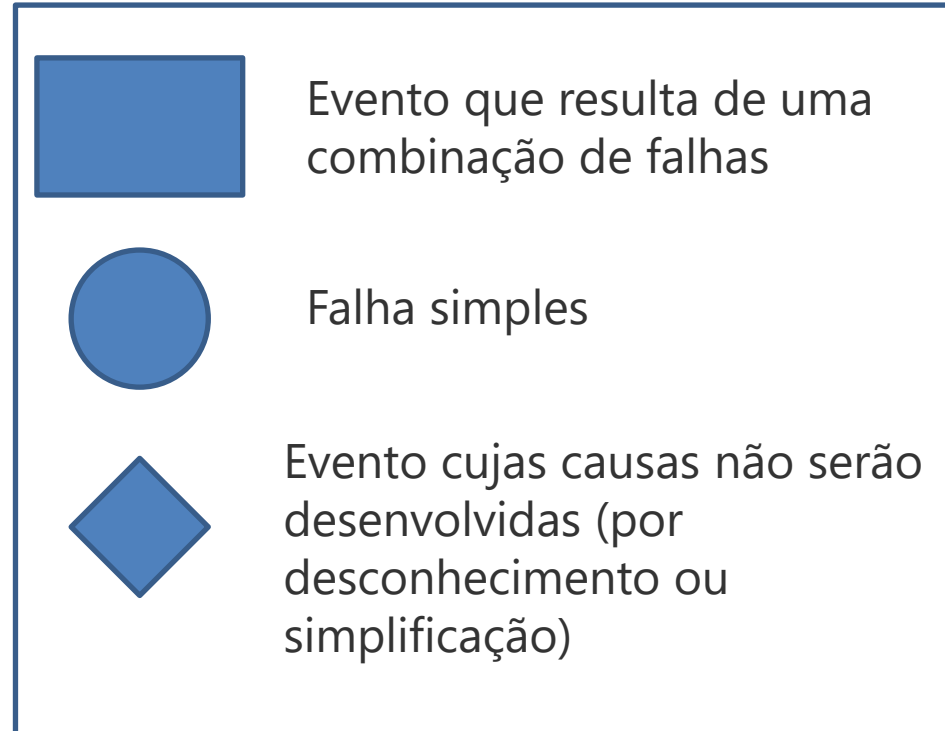 Evento que resulta de uma
combinação de falhas
Falha simples
Evento cujas causas não serão
desenvolvidas (por
desconhecimento ou
simplificação)